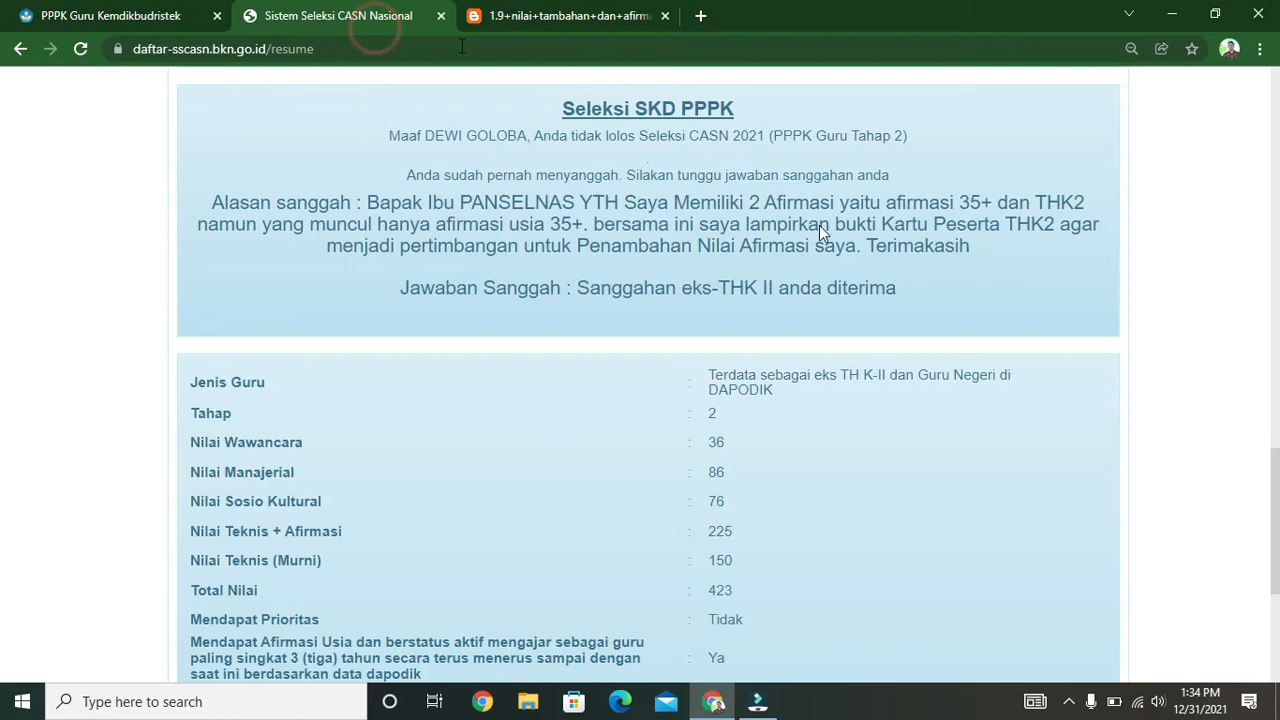 PPPK Guru Kemdikbudristek
Sistem Seleksi CASN Nasional
1.9+nilai+tambahan+dan+afirma
daftar-sscasn.bkn.go.id/resume
Seleksi SKD PPPK
Maaf DEWI GOLOBA, Anda tidak lolos Seleksi CASN 2021 (PPPK Guru Tahap 2)
.
Anda sudah pernah menyanggah. Silakan tunggu jawaban sanggahan anda
Alasan sanggah : Bapak Ibu PANSELNAS YTH Saya Memiliki 2 Afirmasi yaitu afirmasi 35+ dan THK2
namun yang muncul hanya afirmasi usia 35+. bersama ini saya lampirkan bukti Kartu Peserta THK2 agar
menjadi pertimbangan untuk Penambahan Nilai Afirmasi saya. Terimakasih
Jawaban Sanggah : Sanggahan eks-THK II anda diterima
Jenis Guru : Terdata sebagai eks TH K-II dan Guru Negeri di
DAPODIK
Tahap : 2
Nilai Wawancara : 36
Nilai Manajerial : 86
Nilai Sosio Kultural : 76
Nilai Teknis + Afirmasi : 225
Nilai Teknis (Murni) : 150
Total Nilai : 423
Mendapat Prioritas : Tidak
Mendapat Afirmasi Usia dan berstatus aktif mengajar sebagai guru
paling singkat 3 (tiga) tahun secara terus menerus sampai dengan : Ya
saat ini berdasarkan data dapodik
Type here to search
1:34 PM
12/31/2021